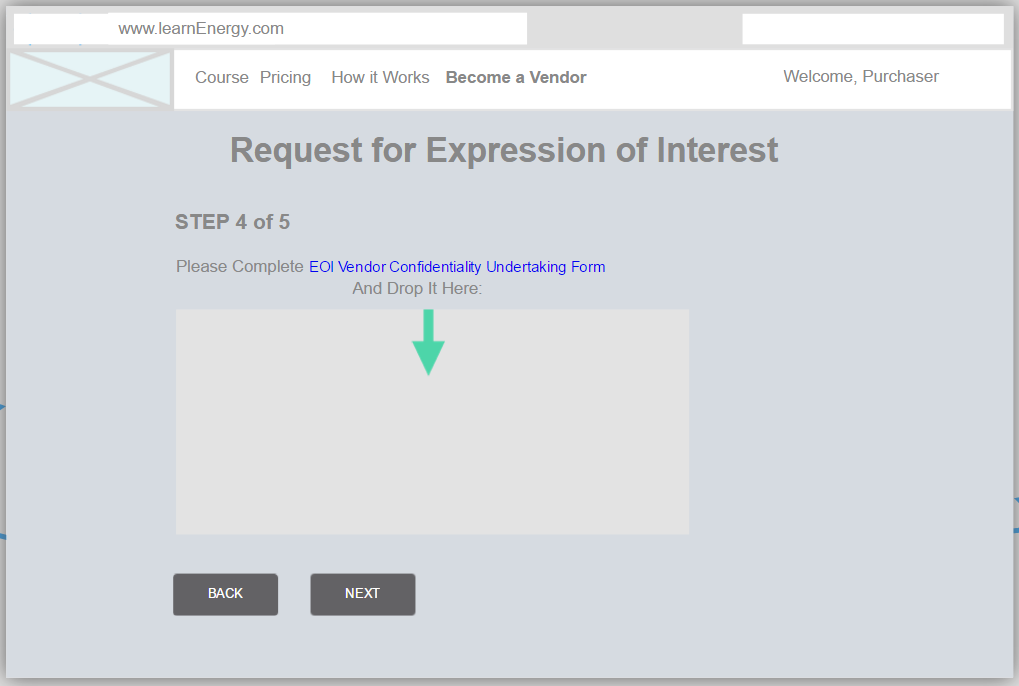 www.learnEnergy.com
Course Pricing How it Works Become a Vendor Welcome, Purchaser
Request for Expression of Interest
STEP 4 of 5
Please Complete EOI Vendor Confidentiality Undertaking Form
And Drop It Here:
BACK NEXT